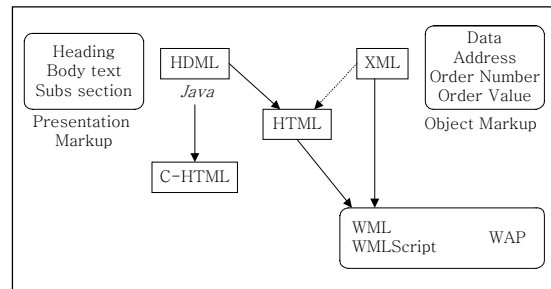 Heading
Body text
Subs section
Presentation
Markup
HDML
Java
C-HTML
HTML
XML
Data
Address
Order Number
Order Value
Object Markup
WML
WMLScript
WAP